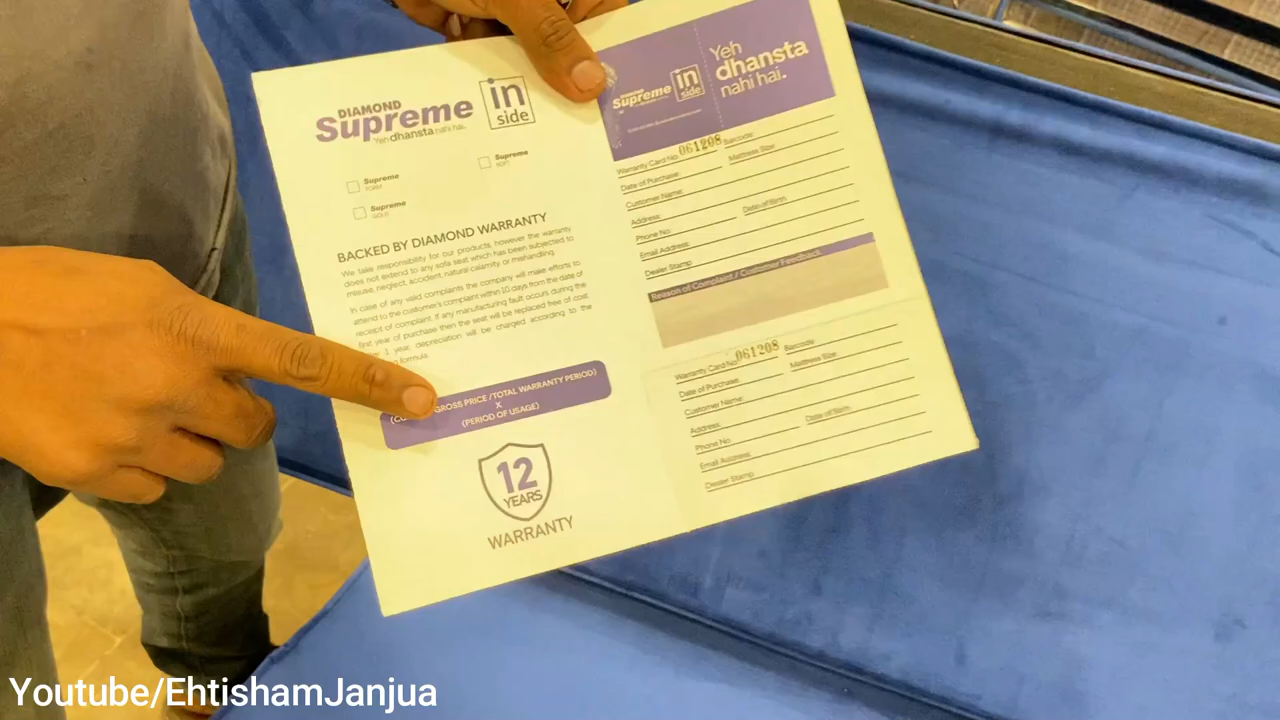 DIAMOND
Supreme
Yeh dhansta nahi hai.
in
side
Supreme
FOAM
Supreme
SOFT
Supreme
GOLD
BACKED BY DIAMOND WARRANTY
We take responsibility for our products, however the warranty
does not extend to any sofa seat which has been subjected to
misuse, neglect, accident, natural calamity or mishandling.
In case of any valid complaints the company will make efforts to
attend to the customer's complaint within 10 days from the date of
receipt of complaint. If any manufacturing fault occurs during the
first year of purchase then the seat will be replaced free of cost.
1 year, depreciation will be charged according to the
formula.
GROSS PRICE /TOTAL WARRANTY PERIOD)
X
(PERIOD OF USAGE)
12
YEARS
WARRANTY
DIAMOND
Supreme
in
side
Yeh
dhansta
nahi hai.
Warranty Card No. 061208 Barcode:
Date of Purchase: Mattress Size:
Customer Name:
Address:
Phone No: Date of Birth:
Email Address:
Dealer Stamp:
Reason of Complaint / Customer Feedback
Warranty Card No. 061208 Barcode:
Date of Purchase: Mattress Size:
Customer Name:
Address:
Phone No: Date of Birth:
Email Address:
Dealer Stamp:
Youtube/EhtishamJanjua